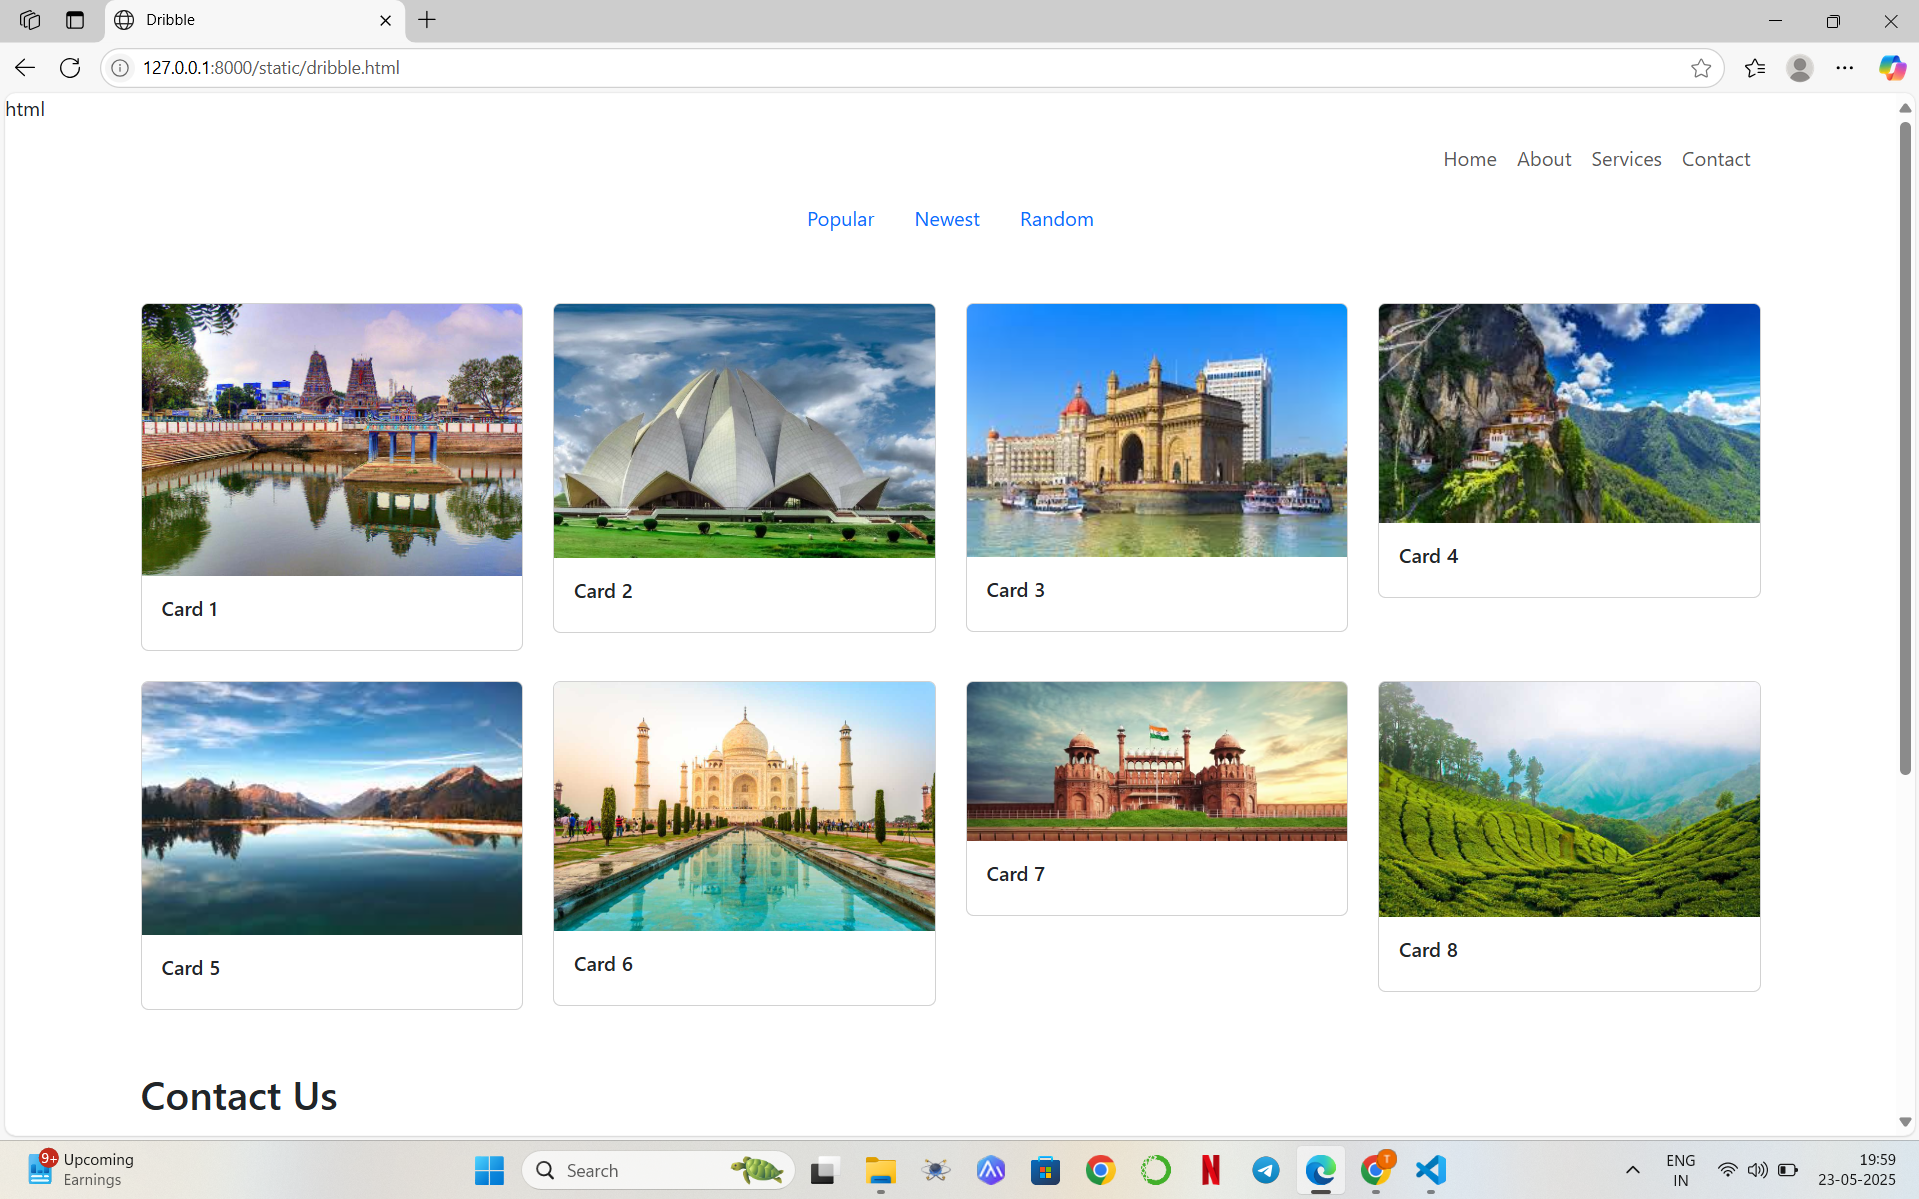 Dribble
127.0.0.1:8000/static/dribble.html
html
Home About Services Contact
Popular Newest Random
Card 1
Card 2
Card 3
Card 4
Card 5
Card 6
Card 7
Card 8
Contact Us
9+
Upcoming
Earnings
Search
N
T
ENG
IN
19:59
23-05-2025